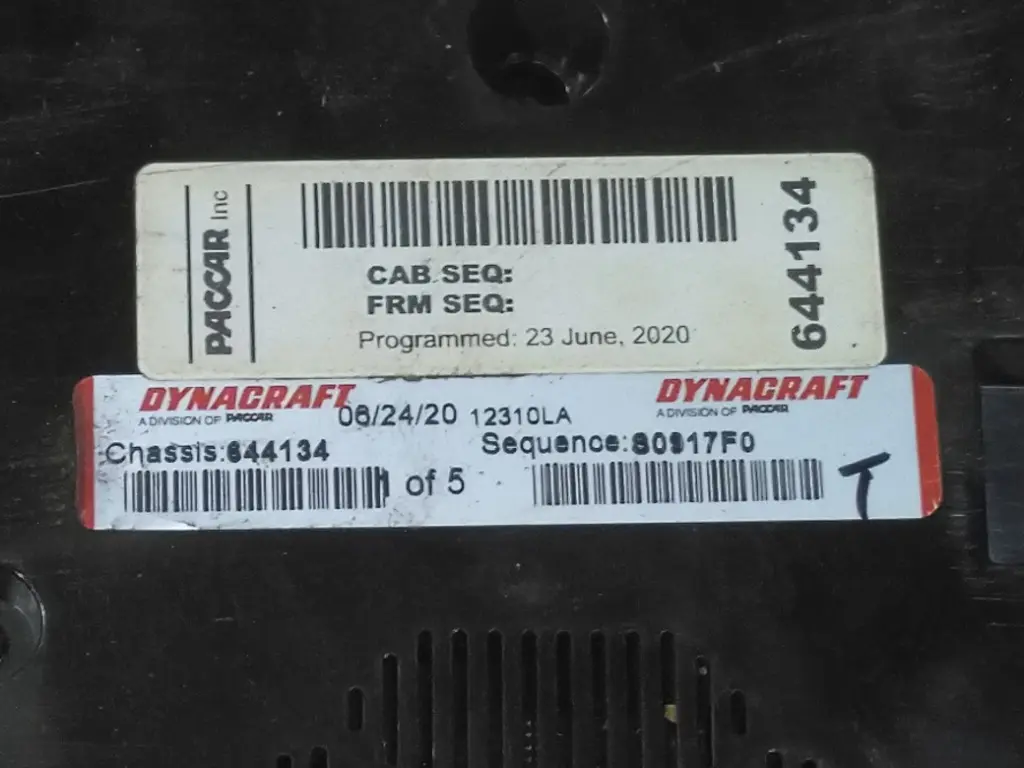 PACCAR Inc
644134
CAB SEQ:
FRM SEQ:
Programmed: 23 June, 2020
DYNACRAFT
A DIVISION OF PACCAR
06/24/20 12310LA
DYNACRAFT
A DIVISION OF PACCAR
Chassis:644134
Sequence:S0917F0
1 of 5
T